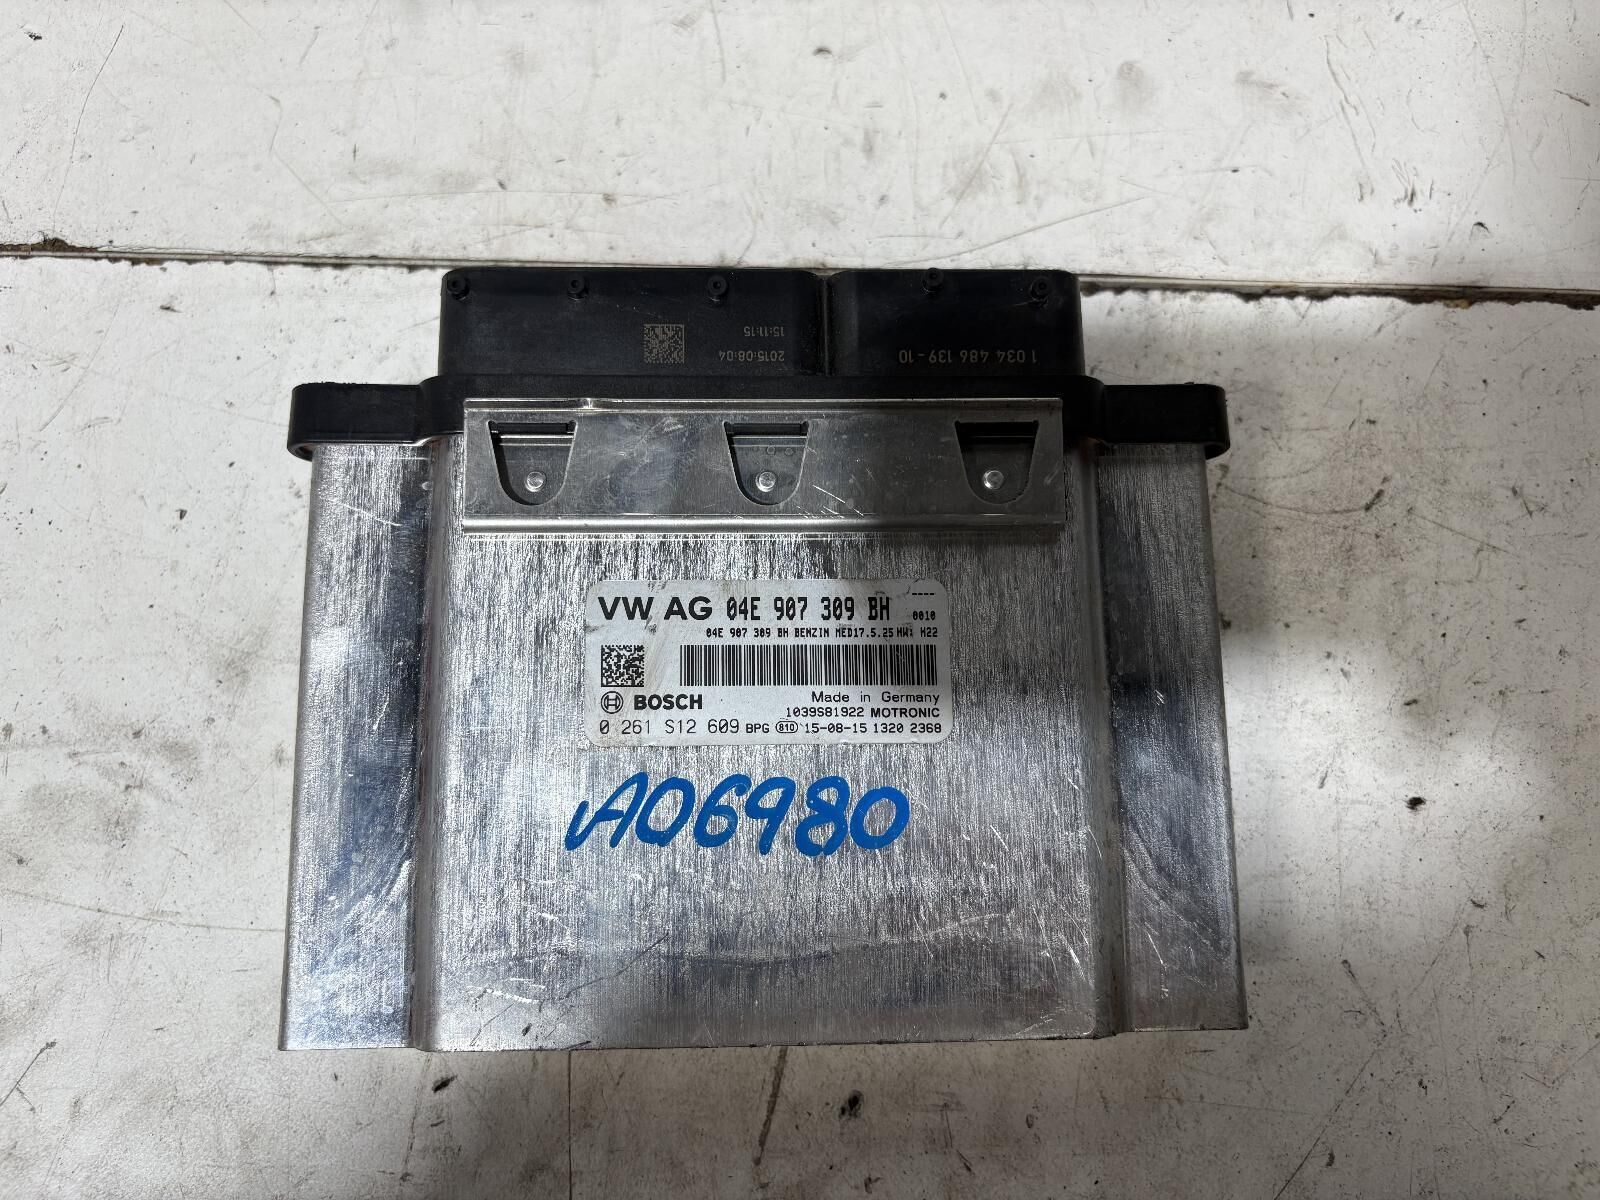 15:11:15
2015:08:04
1 034 486 139-10
VW AG 04E 907 309 BH ----
0010
04E 907 309 BH BENZIN MED17.5.25 HW: H22
BOSCH Made in Germany
1039S81922 MOTRONIC
0 261 S12 609 BPG 810 15-08-15 1320 2368
A06980